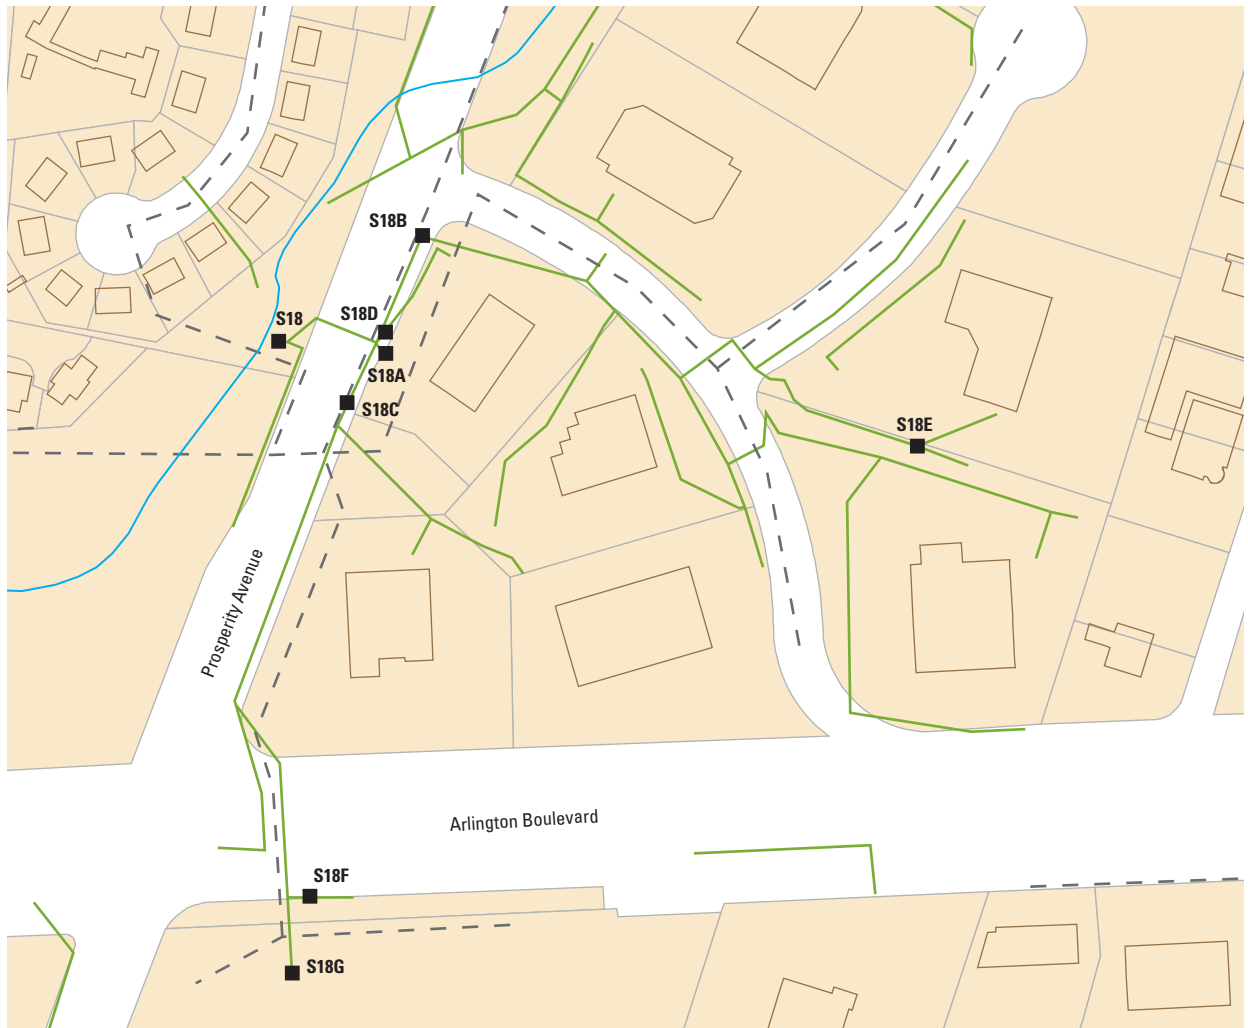 S18B
S18
S18D
S18A
S18C
S18E
Prosperity Avenue
Arlington Boulevard
S18F
S18G